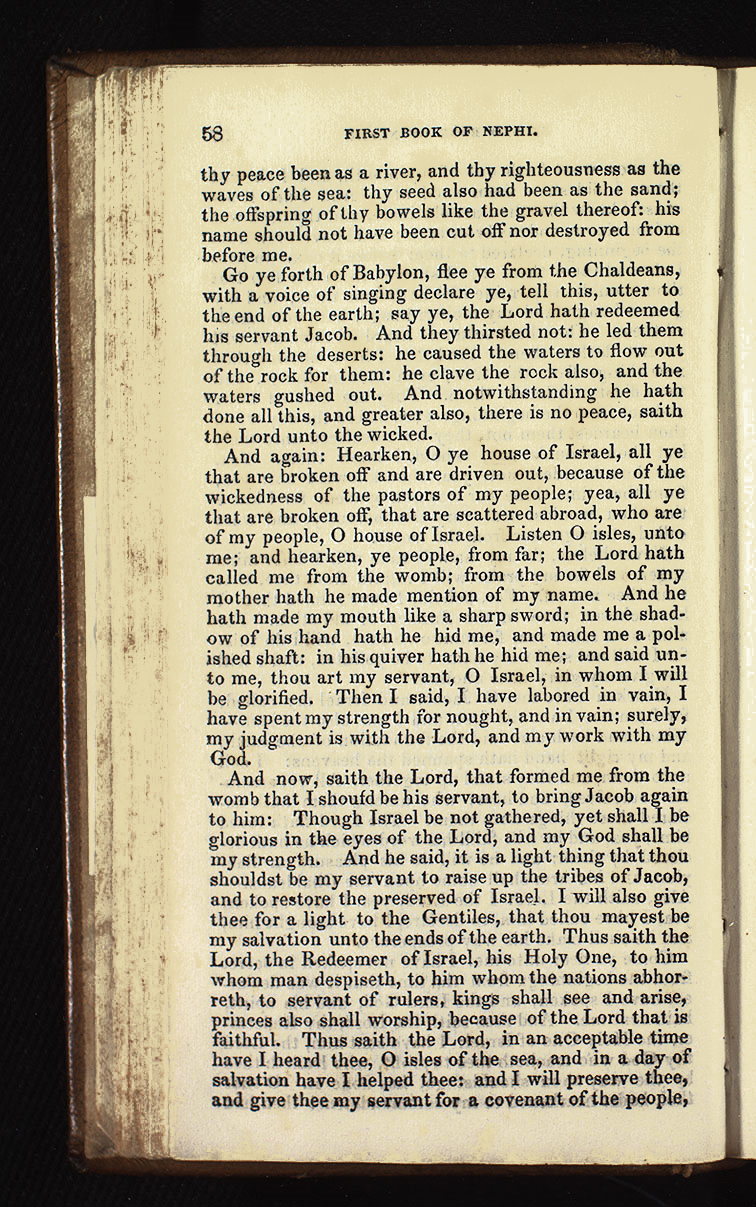 58 FIRST BOOK OF NEPHI.
thy peace been as a river, and thy righteousness as the
waves of the sea: thy seed also had been as the sand;
the offspring of thy bowels like the gravel thereof: his
name should not have been cut off nor destroyed from
before me.
Go ye forth of Babylon, flee ye from the Chaldeans,
with a voice of singing declare ye, tell this, utter to
the end of the earth; say ye, the Lord hath redeemed
his servant Jacob. And they thirsted not: he led them
through the deserts: he caused the waters to flow out
of the rock for them: he clave the rcck also, and the
waters gushed out. And notwithstanding he hath
done all this, and greater also, there is no peace, saith
the Lord unto the wicked.
And again: Hearken, O ye house of Israel, all ye
that are broken off and are driven out, because of the
wickedness of the pastors of my people; yea, all ye
that are broken off, that are scattered abroad, who are
of my people, O house of Israel. Listen O isles, unto
me; and hearken, ye people, from far; the Lord hath
called me from the womb; from the bowels of my
mother hath he made mention of my name. And he
hath made my mouth like a sharp sword; in the shad-
ow of his hand hath he hid me, and made me a pol-
ished shaft: in his quiver hath he hid me; and said un-
to me, thou art my servant, O Israel, in whom I will
be glorified. Then I said, I have labored in vain, I
have spent my strength for nought, and in vain; surely,
my judgment is with the Lord, and my work with my
God.
And now, saith the Lord, that formed me from the
womb that I shoufd be his servant, to bring Jacob again
to him: Though Israel be not gathered, yet shall I be
glorious in the eyes of the Lord, and my God shall be
my strength. And he said, it is a light thing that thou
shouldst be my servant to raise up the tribes of Jacob,
and to restore the preserved of Israel. I will also give
thee for a light to the Gentiles, that thou mayest be
my salvation unto the ends of the earth. Thus saith the
Lord, the Redeemer of Israel, his Holy One, to him
whom man despiseth, to him whom the nations abhor-
reth, to servant of rulers, kings shall see and arise,
princes also shall worship, because of the Lord that is
faithful. Thus saith the Lord, in an acceptable time
have I heard thee, O isles of the sea, and in a day of
salvation have I helped thee: and I will preserve thee,
and give thee my servant for a covenant of the people,